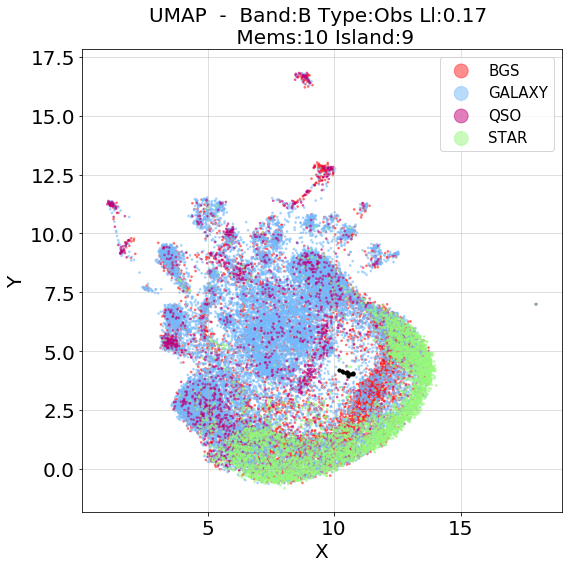 UMAP  -  Band:B Type:Obs Ll:0.17
Mems:10 Island:9
BGS
GALAXY
QSO
STAR
17.5
15.0
12.5
10.0
7.5
5.0
2.5
0.0
Y
5
10
15
X